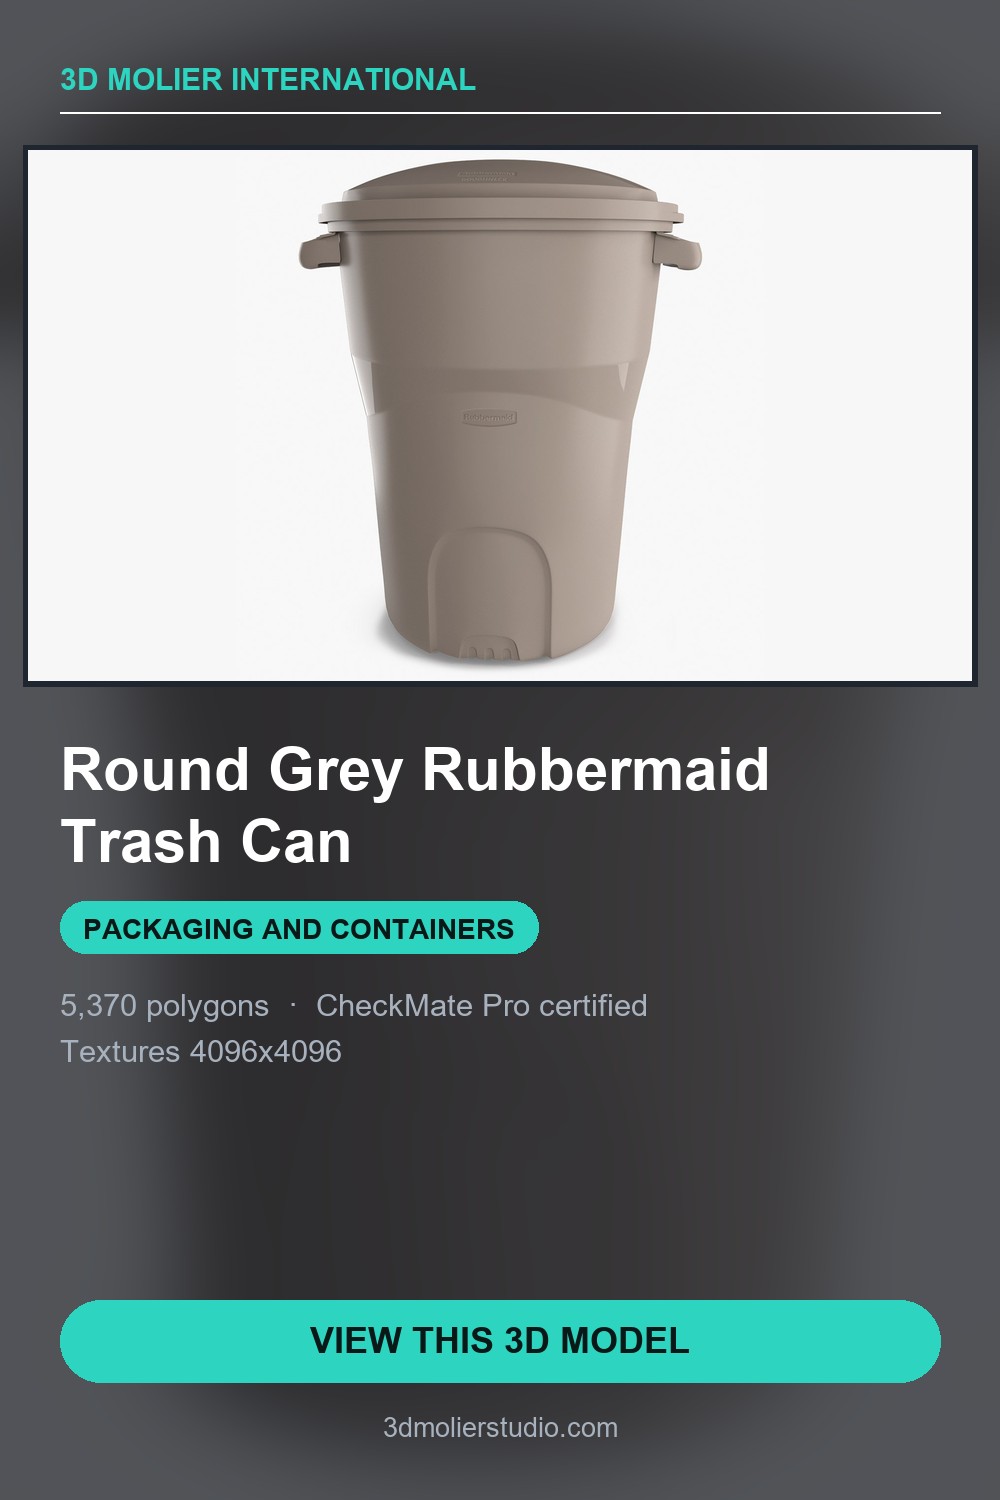 3D MOLIER INTERNATIONAL
Rubbermaid
Round Grey Rubbermaid
Trash Can
PACKAGING AND CONTAINERS
5,370 polygons · CheckMate Pro certified
Textures 4096x4096
VIEW THIS 3D MODEL
3dmolierstudio.com